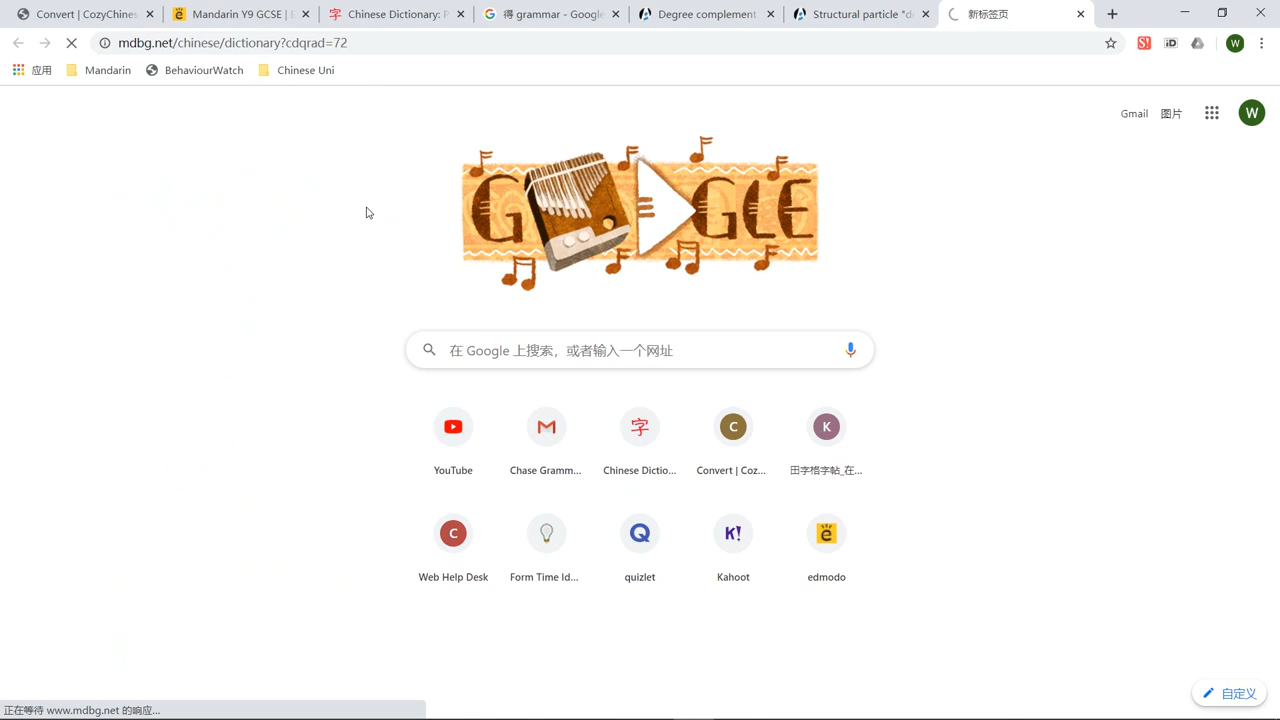 Convert | CozyChines
Mandarin Y9 GCSE | E
Chinese Dictionary: P
得 grammar - Google
Degree complement
Structural particle "d
新标签页
mdbg.net/chinese/dictionary?cdqrad=72
应用
Mandarin
BehaviourWatch
Chinese Uni
Gmail
图片
W
GOOGLE
在 Google 上搜索，或者输入一个网址
YouTube
Chase Gramm...
Chinese Dictio...
Convert | Coz...
田字格字帖_在...
Web Help Desk
Form Time Id...
quizlet
Kahoot
edmodo
正在等待 www.mdbg.net 的响应...
自定义